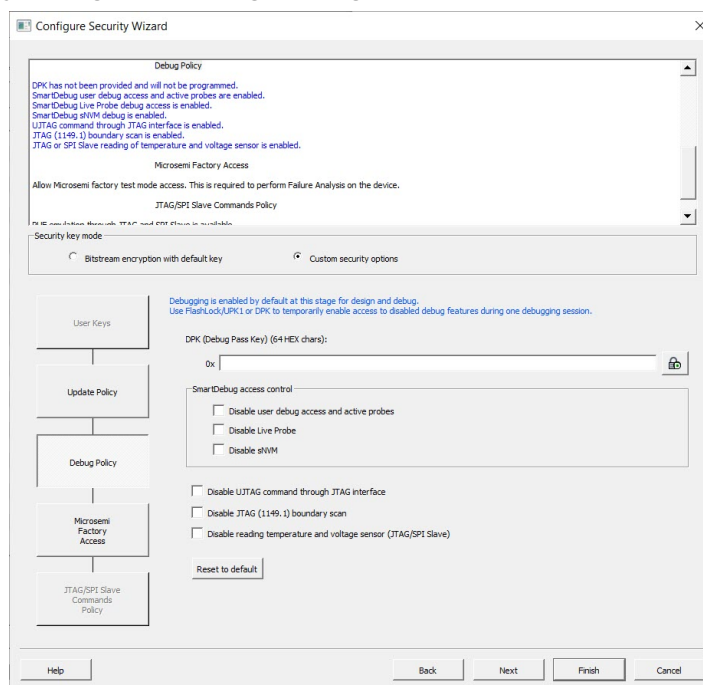 Configure Security Wizard
Debug Policy
DPK has not been provided and will not be programmed.
SmartDebug user debug access and active probes are enabled.
SmartDebug Live Probe debug access is enabled.
SmartDebug sNVM debug is enabled.
UJTAG command through JTAG interface is enabled.
JTAG (1149.1) boundary scan is enabled.
JTAG or SPI Slave reading of temperature and voltage sensor is enabled.
Microsemi Factory Access
Allow Microsemi factory test mode access. This is required to perform Failure Analysis on the device.
JTAG/SPI Slave Commands Policy
PUF emulation through JTAG and SPI Slave is available.
Security key mode
Bitstream encryption with default key
Custom security options
User Keys
Update Policy
Debug Policy
Microsemi
Factory
Access
JTAG/SPI Slave
Commands
Policy
Debugging is enabled by default at this stage for design and debug.
Use FlashLock/UPK1 or DPK to temporarily enable access to disabled debug features during one debugging session.
DPK (Debug Pass Key) (64 HEX chars):
0x
SmartDebug access control
Disable user debug access and active probes
Disable Live Probe
Disable sNVM
Disable UJTAG command through JTAG interface
Disable JTAG (1149.1) boundary scan
Disable reading temperature and voltage sensor (JTAG/SPI Slave)
Reset to default
Help
Back
Next
Finish
Cancel